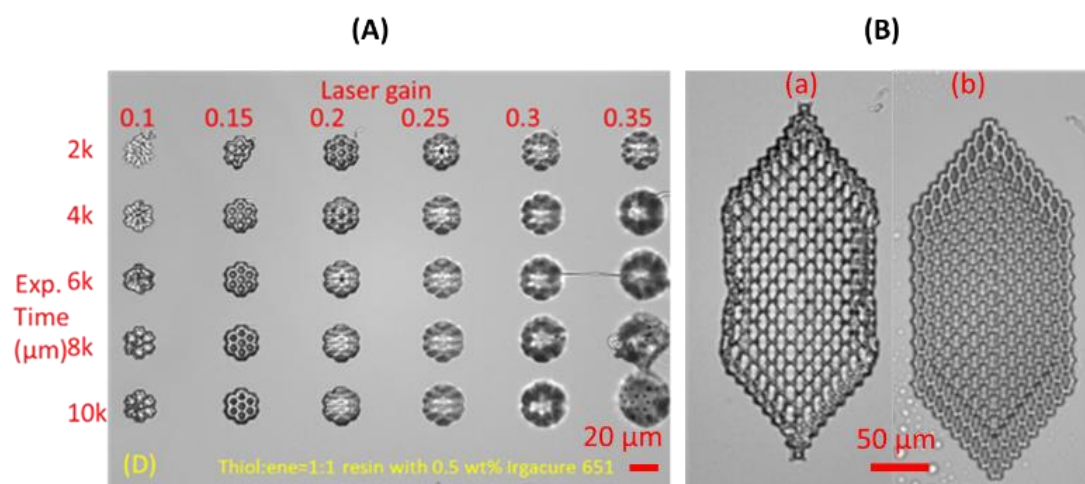 (A)
(B)
Laser gain
0.1 0.15 0.2 0.25 0.3 0.35
2k
4k
Exp. 6k
Time
(μm) 8k
10k
20 μm
(D) Thiol:ene=1:1 resin with 0.5 wt% Irgacure 651
(a) (b)
50 μm